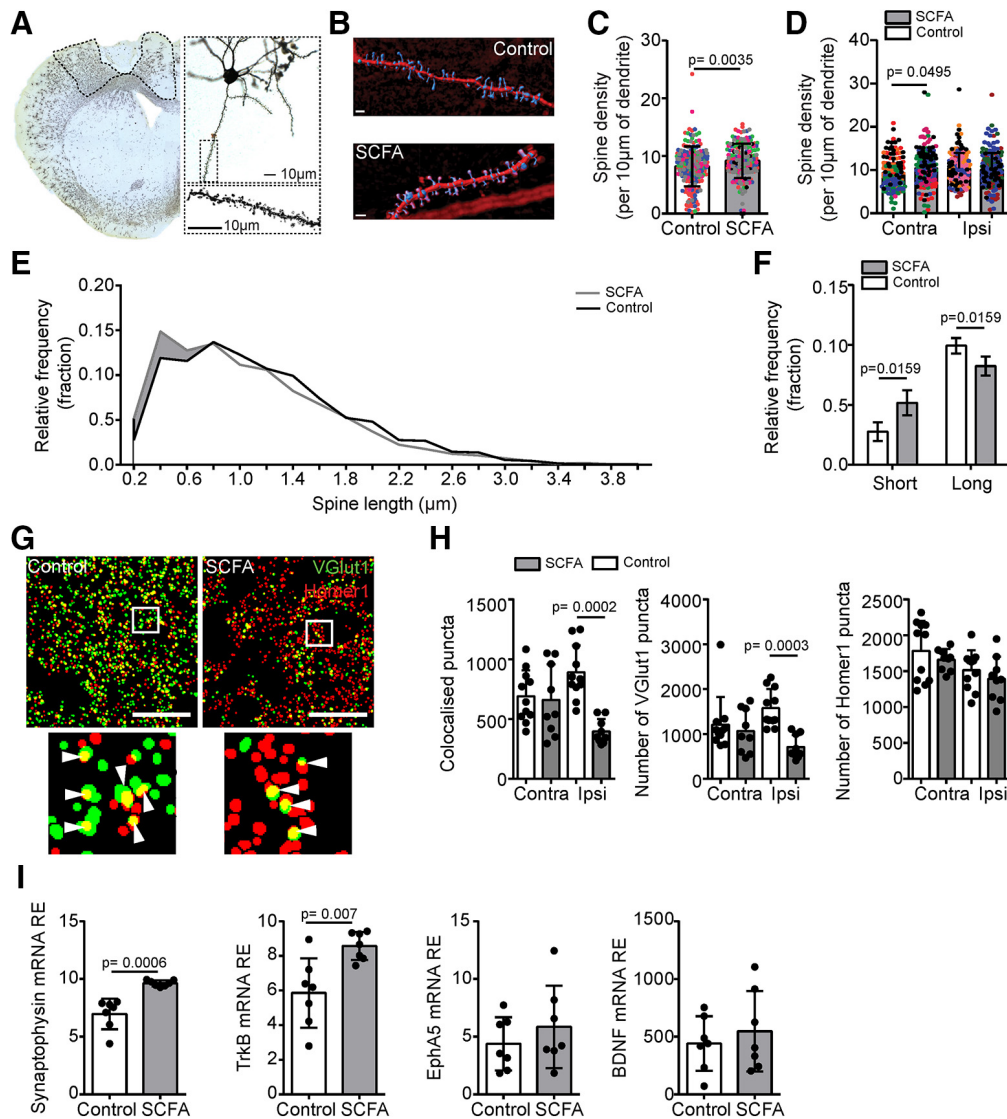 A
10µm
10µm
B
Control
SCFA
C
Spine density
(per 10µm of dendrite)
30
20
10
0
p= 0.0035
Control SCFA
D
SCFA
Control
Spine density
(per 10µm of dendrite)
40
30
20
10
0
p= 0.0495
Contra Ipsi
E
Relative frequency
(fraction)
0.20
0.15
0.10
0.5
0.0
SCFA
Control
0.2 0.6 1.0 1.4 1.8 2.2 2.6 3.0 3.4 3.8
Spine length (µm)
F
SCFA
Control
Relative frequency
(fraction)
0.15
0.10
0.5
0.0
p=0.0159
p=0.0159
Short Long
G
Control
SCFA
VGlut1
Homer1
H
SCFA Control
Colocalised puncta
1500
1000
500
0
p= 0.0002
Contra Ipsi
Number of VGlut1 puncta
4000
3000
2000
1000
0
p= 0.0003
Contra Ipsi
Number of Homer1 puncta
2500
2000
1500
1000
500
0
Contra Ipsi
I
Synaptophysin mRNA RE
15
10
5
0
p= 0.0006
Control SCFA
TrkB mRNA RE
10
8
6
4
2
0
p= 0.007
Control SCFA
EphA5 mRNA RE
15
10
5
0
Control SCFA
BDNF mRNA RE
1500
1000
500
0
Control SCFA